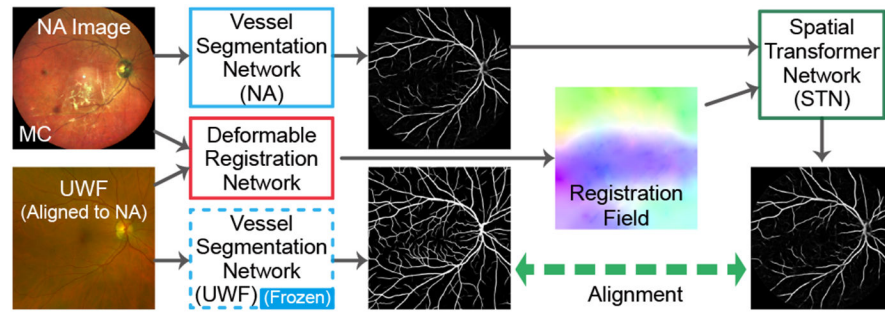 NA Image
MC
Vessel
Segmentation
Network
(NA)
Spatial
Transformer
Network
(STN)
Deformable
Registration
Network
Registration
Field
UWF
(Aligned to NA)
Vessel
Segmentation
Network
(UWF) (Frozen)
Alignment